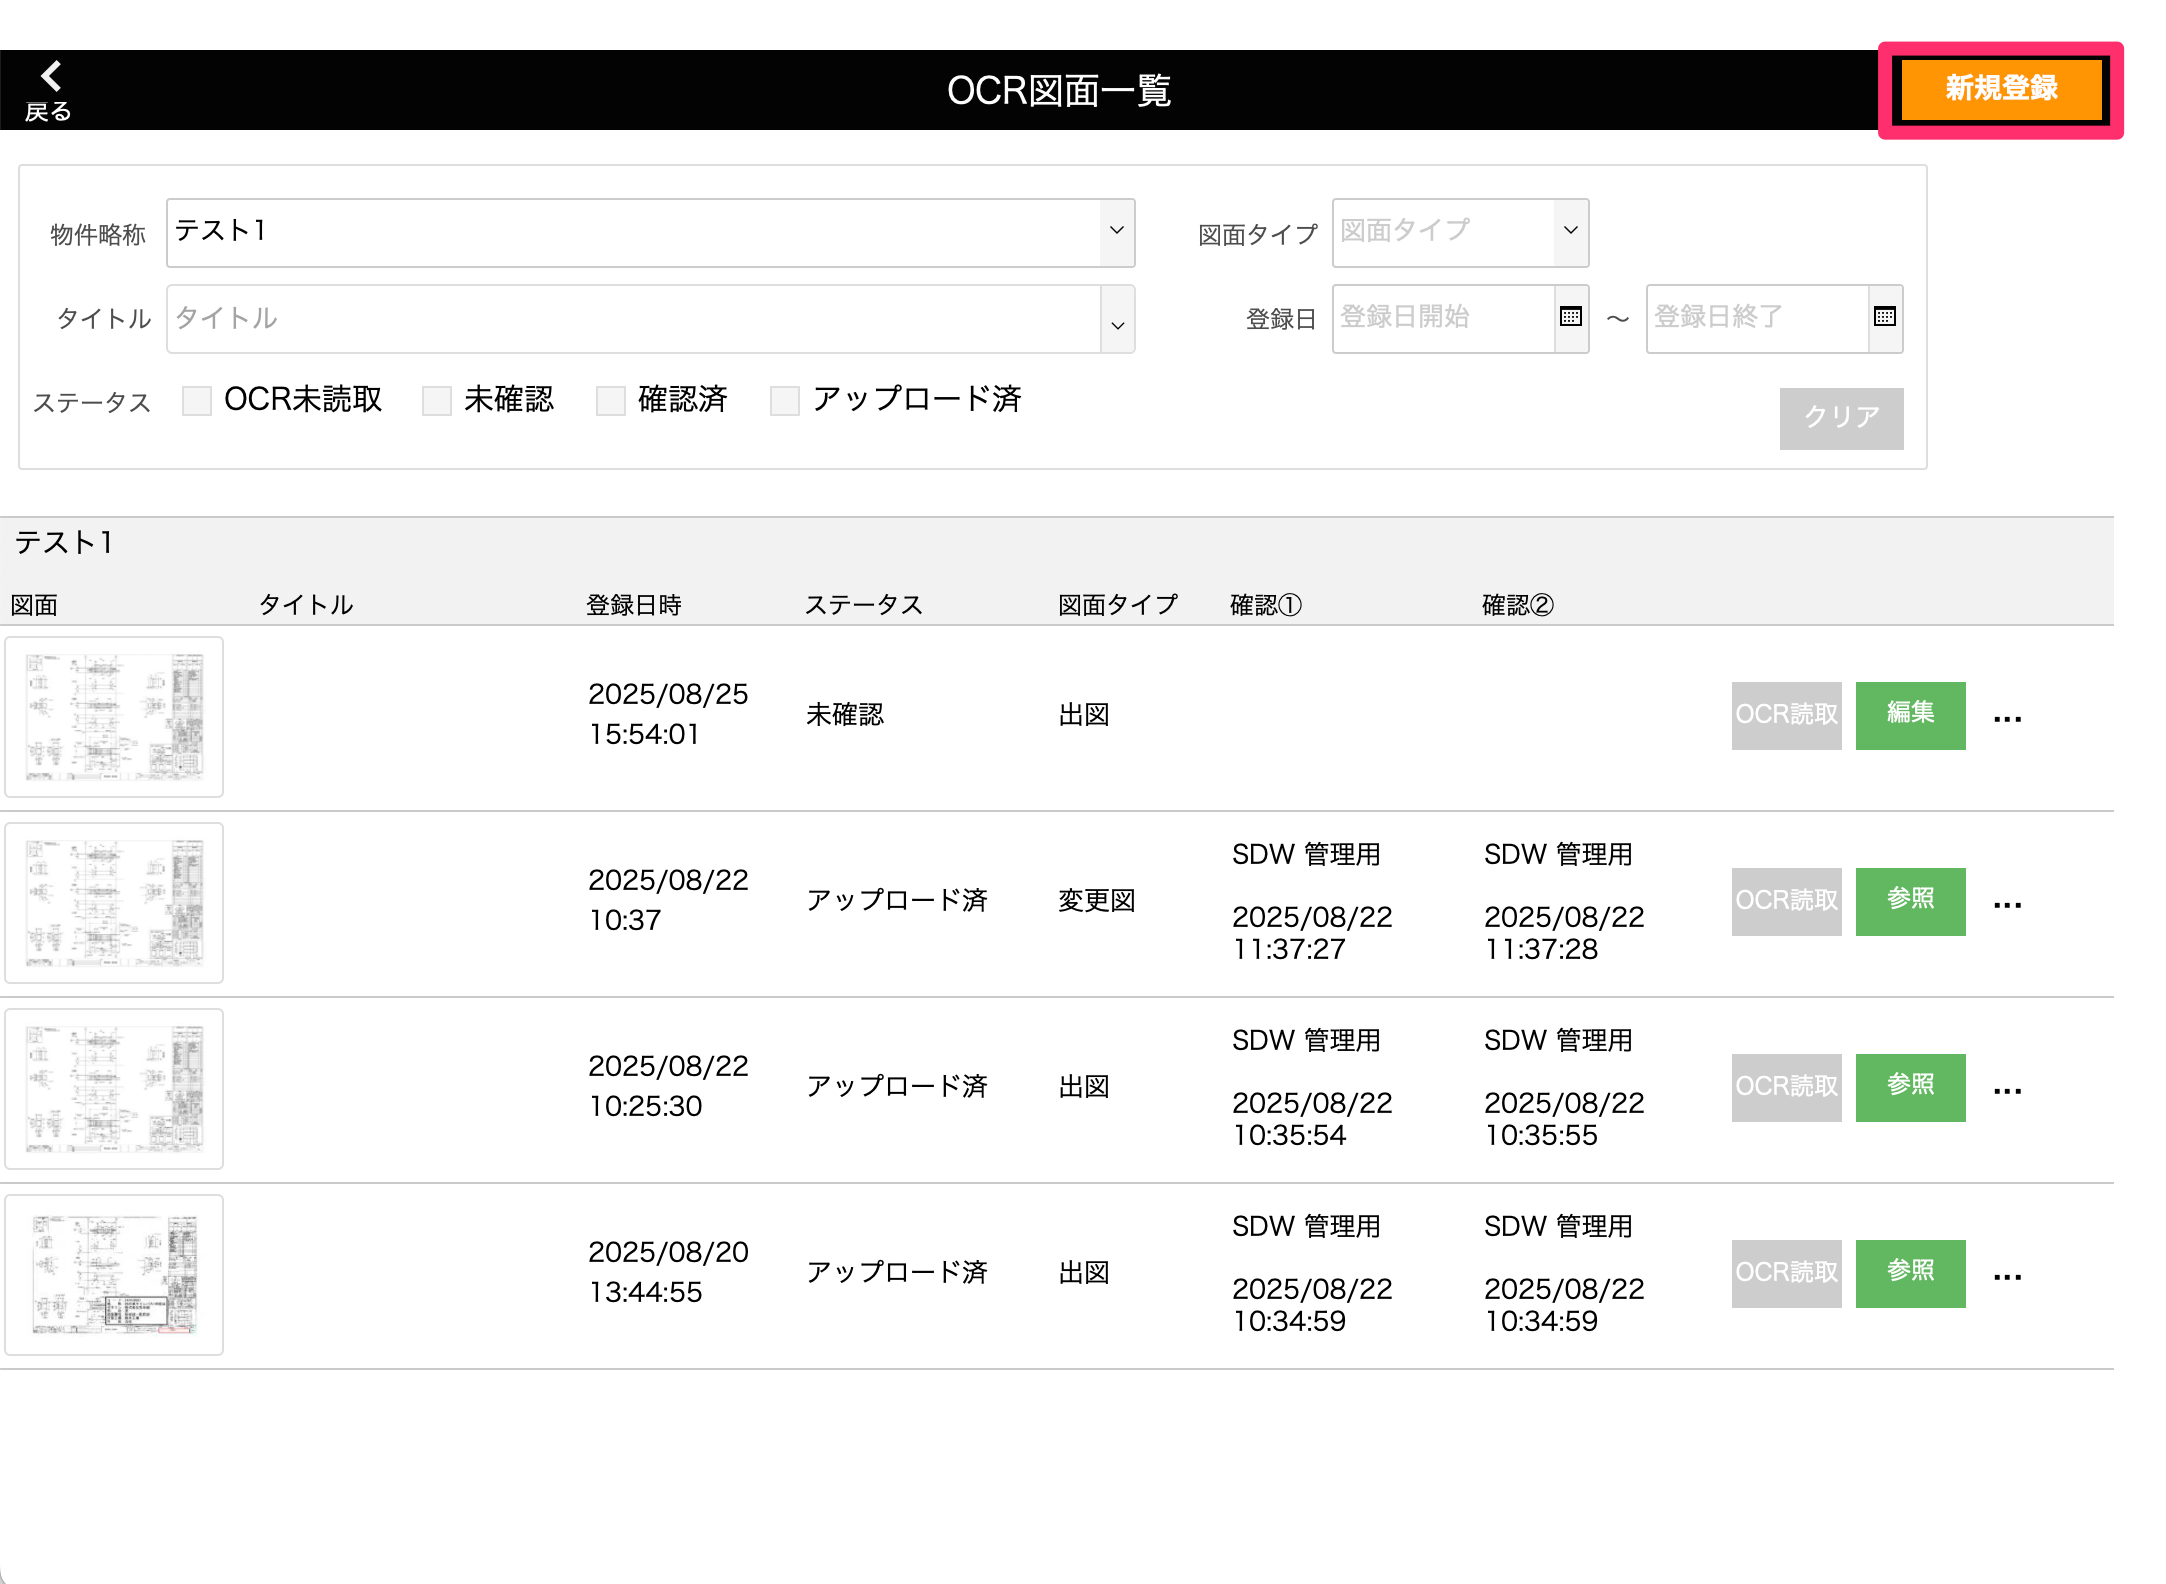 戻る
OCR図面一覧
新規登録
物件略称
テスト1
図面タイプ
図面タイプ
タイトル
タイトル
登録日
登録日開始
～
登録日終了
ステータス
OCR未読取
未確認
確認済
アップロード済
クリア
テスト1
図面 タイトル 登録日時 ステータス 図面タイプ 確認① 確認②
2025/08/25
15:54:01
未確認
出図
OCR読取
編集
...
2025/08/22
10:37
アップロード済
変更図
SDW 管理用
2025/08/22
11:37:27
SDW 管理用
2025/08/22
11:37:28
OCR読取
参照
...
2025/08/22
10:25:30
アップロード済
出図
SDW 管理用
2025/08/22
10:35:54
SDW 管理用
2025/08/22
10:35:55
OCR読取
参照
...
2025/08/20
13:44:55
アップロード済
出図
SDW 管理用
2025/08/22
10:34:59
SDW 管理用
2025/08/22
10:34:59
OCR読取
参照
...